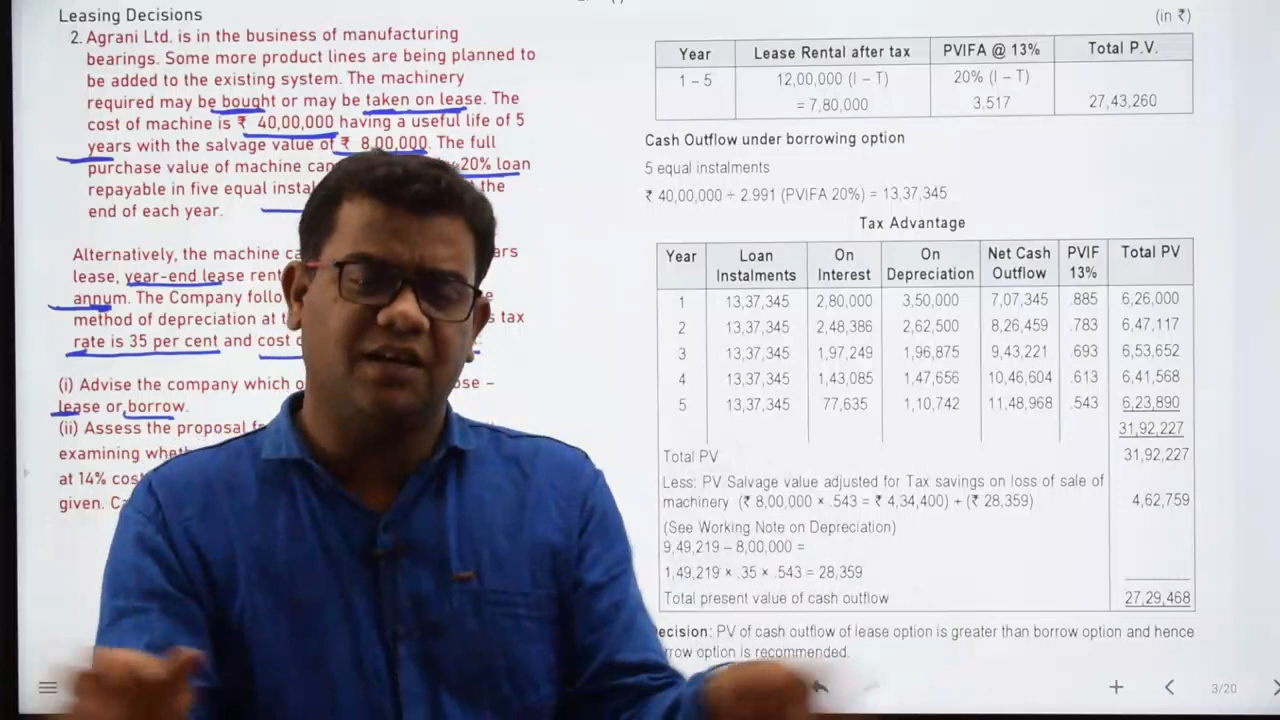 Leasing Decisions
2. Agrani Ltd. is in the business of manufacturing
bearings. Some more product lines are being planned to
be added to the existing system. The machinery
required may be bought or may be taken on lease. The
cost of machine is ₹ 40,00,000 having a useful life of 5
years with the salvage value of ₹ 8,00,000. The full
purchase value of machine can 20% loan
repayable in five equal the
end of each year.
Alternatively, the machine
lease, year-end lease
annum. The Company
method of depreciation at tax
rate is 35 per cent and cost
(i) Advise the company which
lease or borrow.
(ii) Assess the proposal
examining
at 14%
given.
(in ₹)
Year Lease Rental after tax PVIFA @ 13% Total P.V.
1 – 5 12,00,000 (I – T) 20% (I – T)
= 7,80,000 3.517 27,43,260
Cash Outflow under borrowing option
5 equal instalments
₹ 40,00,000 ÷ 2.991 (PVIFA 20%) = 13,37,345
Tax Advantage
Year Loan On On Net Cash PVIF Total PV
Instalments Interest Depreciation Outflow 13%
1 13,37,345 2,80,000 3,50,000 7,07,345 .885 6,26,000
2 13,37,345 2,48,386 2,62,500 8,26,459 .783 6,47,117
3 13,37,345 1,97,249 1,96,875 9,43,221 .693 6,53,652
4 13,37,345 1,43,085 1,47,656 10,46,604 .613 6,41,568
5 13,37,345 77,635 1,10,742 11,48,968 .543 6,23,890
31,92,227
Total PV 31,92,227
Less: PV Salvage value adjusted for Tax savings on loss of sale of
machinery (₹ 8,00,000 × .543 = ₹ 4,34,400) + (₹ 28,359) 4,62,759
(See Working Note on Depreciation)
9,49,219 – 8,00,000 =
1,49,219 × .35 × .543 = 28,359
Total present value of cash outflow 27,29,468
PV of cash outflow of lease option is greater than borrow option and hence
option is recommended.
3/20